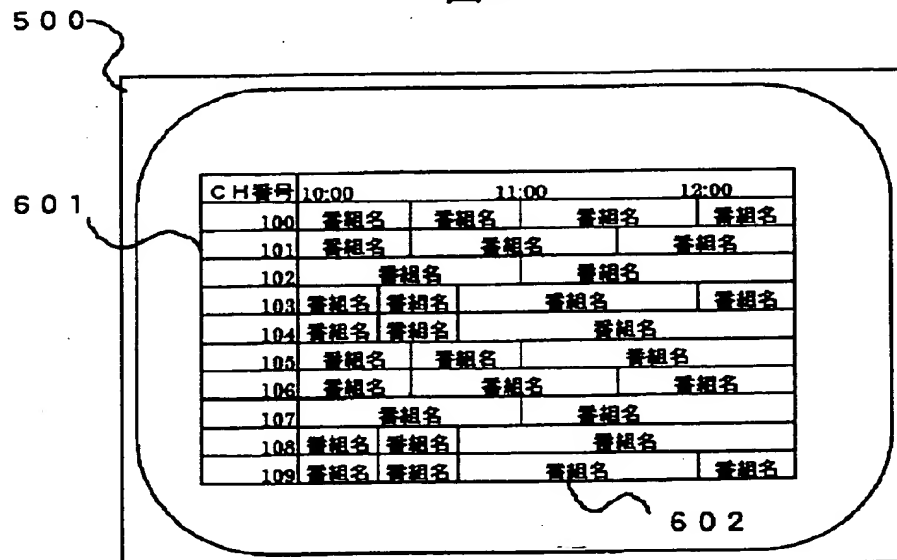 ５００
６０１
ＣＨ番号 10:00 11:00 12:00
100 番組名 番組名 番組名 番組名
101 番組名 番組名 番組名
102 番組名 番組名
103 番組名 番組名 番組名 番組名
104 番組名 番組名 番組名
105 番組名 番組名 番組名
106 番組名 番組名 番組名
107 番組名 番組名
108 番組名 番組名 番組名
109 番組名 番組名 番組名 番組名
６０２